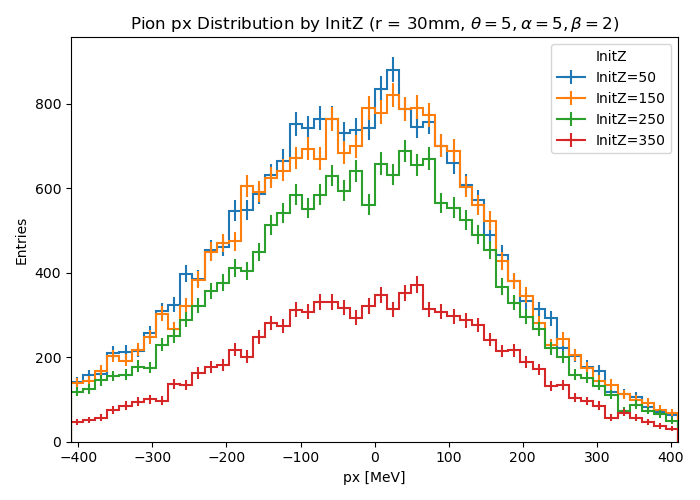 Pion px Distribution by InitZ (r = 30mm, θ = 5, α = 5, β = 2)
InitZ
InitZ=50
InitZ=150
InitZ=250
InitZ=350
Entries
800
600
400
200
0
−400 −300 −200 −100 0 100 200 300 400
px [MeV]